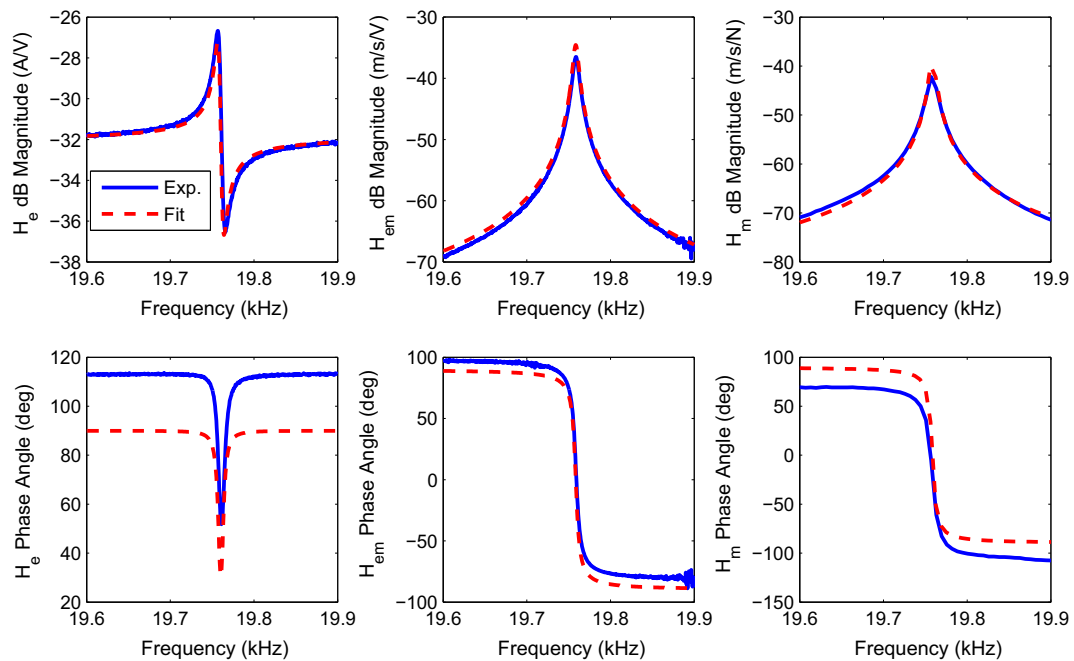 −26
−28
−30
−32
−34
−36
−38
H_e dB Magnitude (A/V)
Exp.
Fit
19.6 19.7 19.8 19.9
Frequency (kHz)
−30
−40
−50
−60
−70
H_em dB Magnitude (m/s/V)
19.6 19.7 19.8 19.9
Frequency (kHz)
−30
−40
−50
−60
−70
−80
H_m dB Magnitude (m/s/N)
19.6 19.7 19.8 19.9
Frequency (kHz)
120
100
80
60
40
20
H_e Phase Angle (deg)
19.6 19.7 19.8 19.9
Frequency (kHz)
100
50
0
−50
−100
H_em Phase Angle (deg)
19.6 19.7 19.8 19.9
Frequency (kHz)
100
50
0
−50
−100
−150
H_m Phase Angle (deg)
19.6 19.7 19.8 19.9
Frequency (kHz)